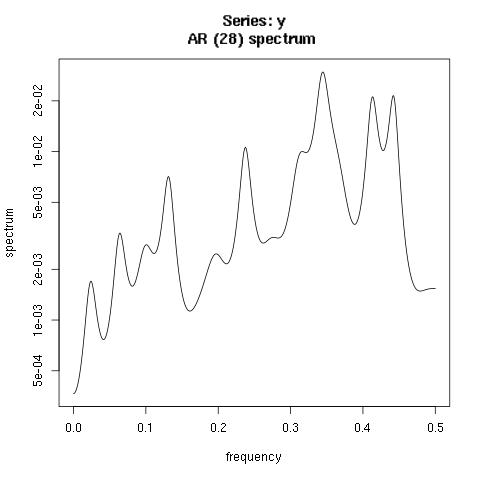 Series: y
AR (28) spectrum
spectrum
2e-02
1e-02
5e-03
2e-03
1e-03
5e-04
0.0 0.1 0.2 0.3 0.4 0.5
frequency